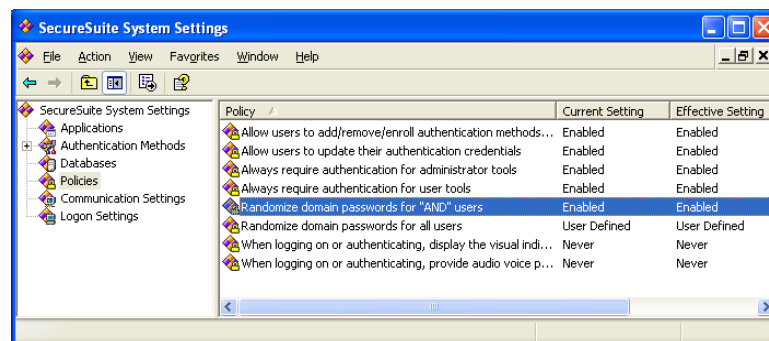 SecureSuite System Settings
File Action View Favorites Window Help
SecureSuite System Settings
Applications
Authentication Methods
Databases
Policies
Communication Settings
Logon Settings
Policy Current Setting Effective Setting
Allow users to add/remove/enroll authentication methods... Enabled Enabled
Allow users to update their authentication credentials Enabled Enabled
Always require authentication for administrator tools Enabled Enabled
Always require authentication for user tools Enabled Enabled
Randomize domain passwords for "AND" users Enabled Enabled
Randomize domain passwords for all users User Defined User Defined
When logging on or authenticating, display the visual indi... Never Never
When logging on or authenticating, provide audio voice p... Never Never